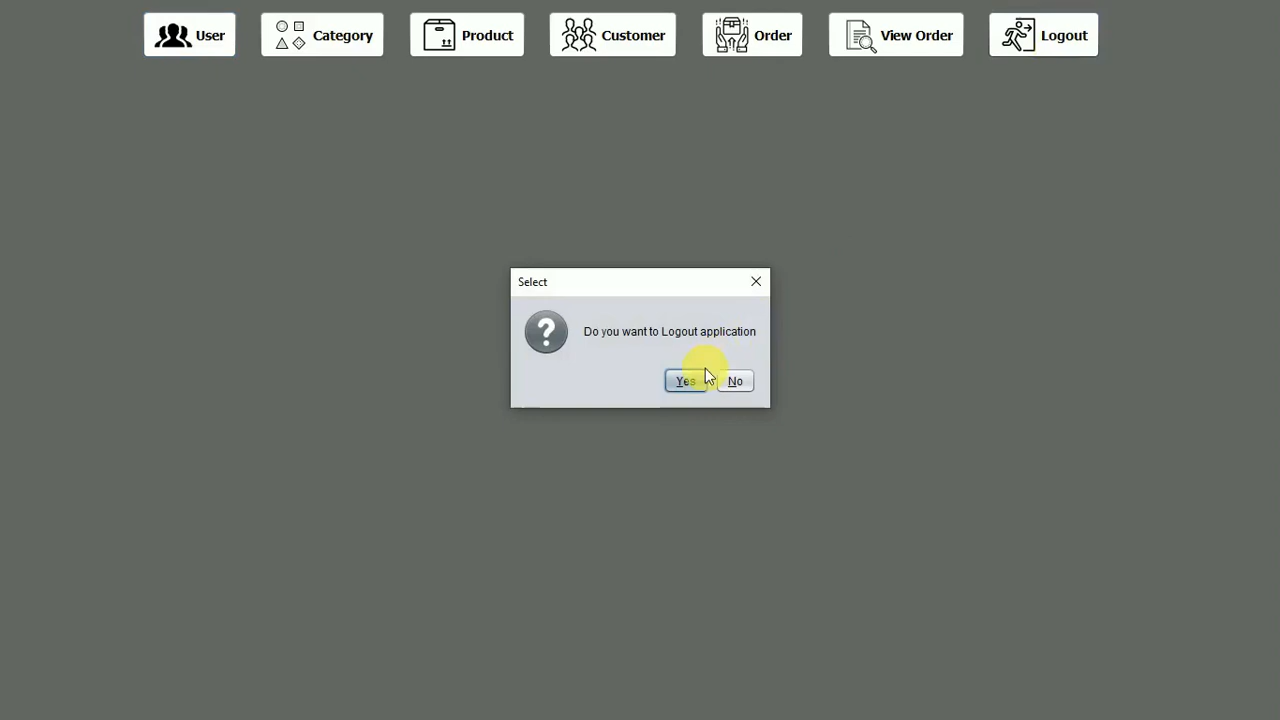 User
Category
Product
Customer
Order
View Order
Logout
Select
Do you want to Logout application
Yes
No